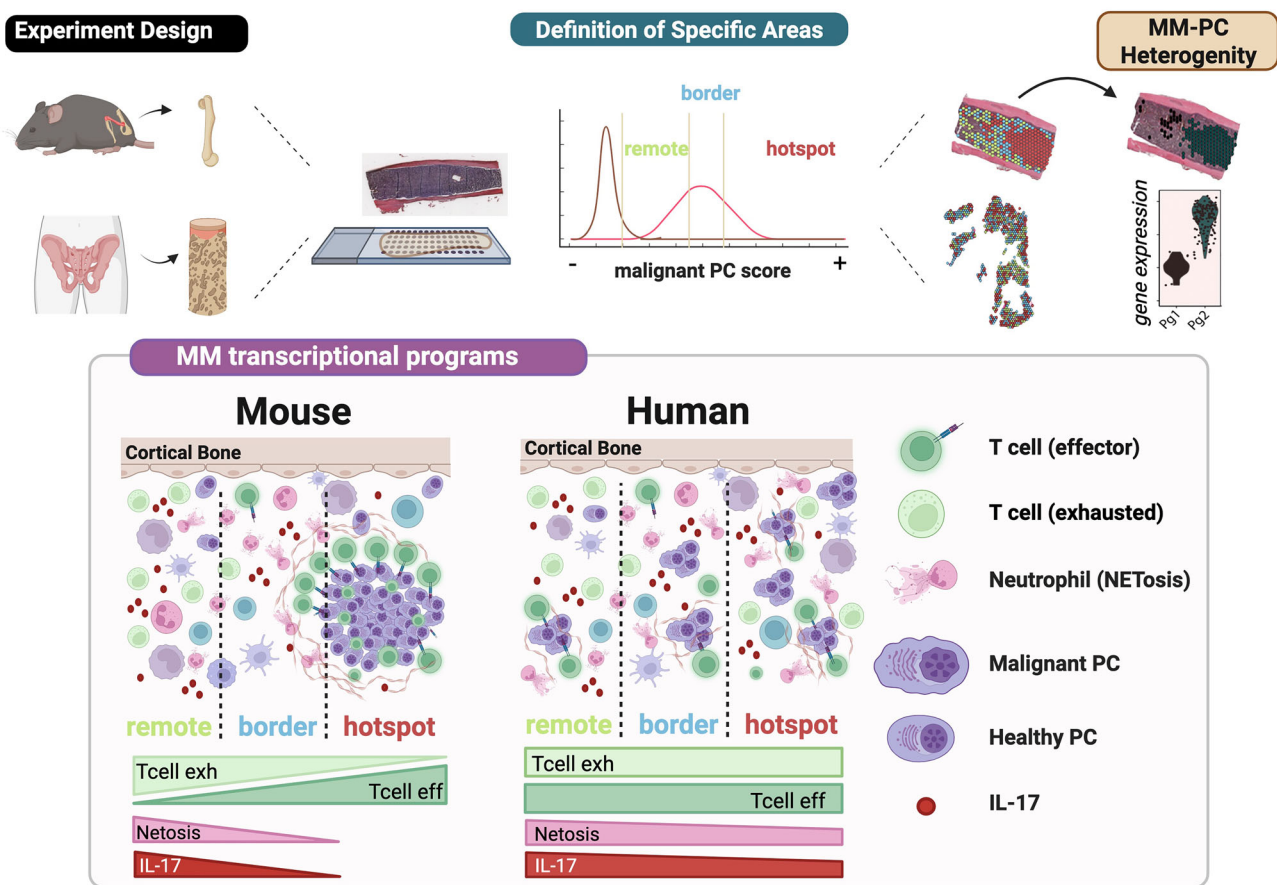 Experiment Design
Definition of Specific Areas
MM-PC
Heterogenity
border
remote
hotspot
-
malignant PC score
+
gene expression
Pg1
Pg2
MM transcriptional programs
Mouse
Human
Cortical Bone
Cortical Bone
T cell (effector)
T cell (exhausted)
Neutrophil (NETosis)
Malignant PC
Healthy PC
IL-17
remote
border
hotspot
remote
border
hotspot
Tcell exh
Tcell eff
Netosis
IL-17
Tcell exh
Tcell eff
Netosis
IL-17